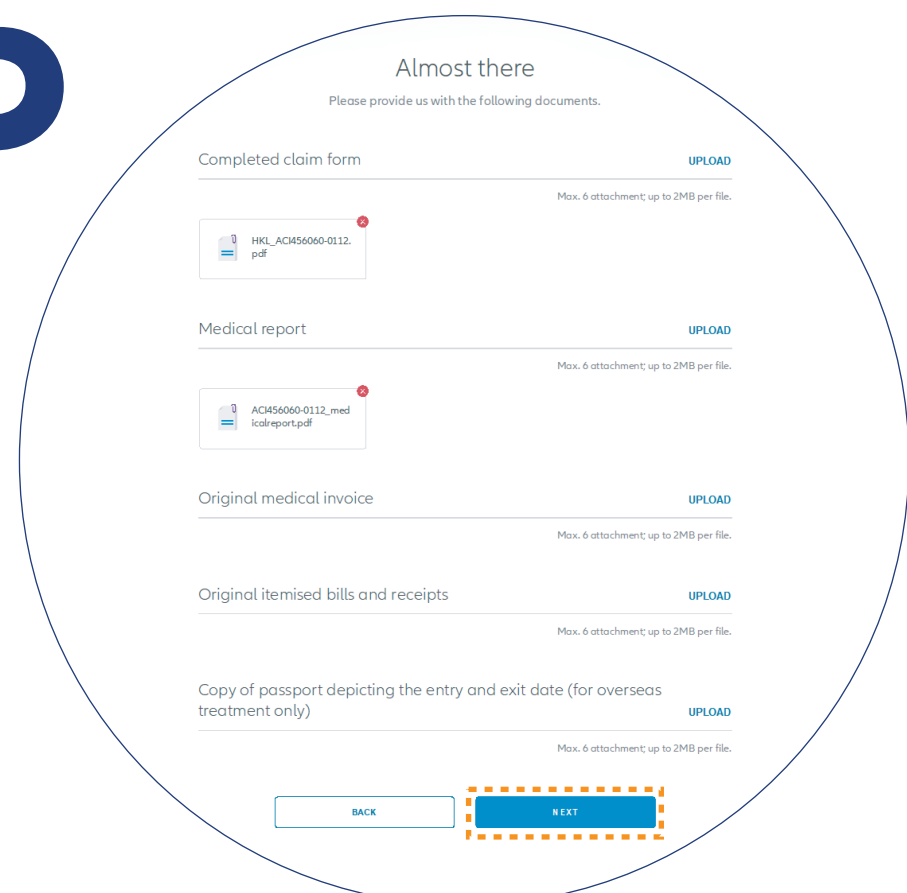 Almost there
Please provide us with the following documents.
Completed claim form
UPLOAD
Max. 6 attachment; up to 2MB per file.
HKL_ACI456060-0112.
pdf
Medical report
UPLOAD
Max. 6 attachment; up to 2MB per file.
ACI456060-0112_med
icalreport.pdf
Original medical invoice
UPLOAD
Max. 6 attachment; up to 2MB per file.
Original itemised bills and receipts
UPLOAD
Max. 6 attachment; up to 2MB per file.
Copy of passport depicting the entry and exit date (for overseas
treatment only)
UPLOAD
Max. 6 attachment; up to 2MB per file.
BACK
NEXT